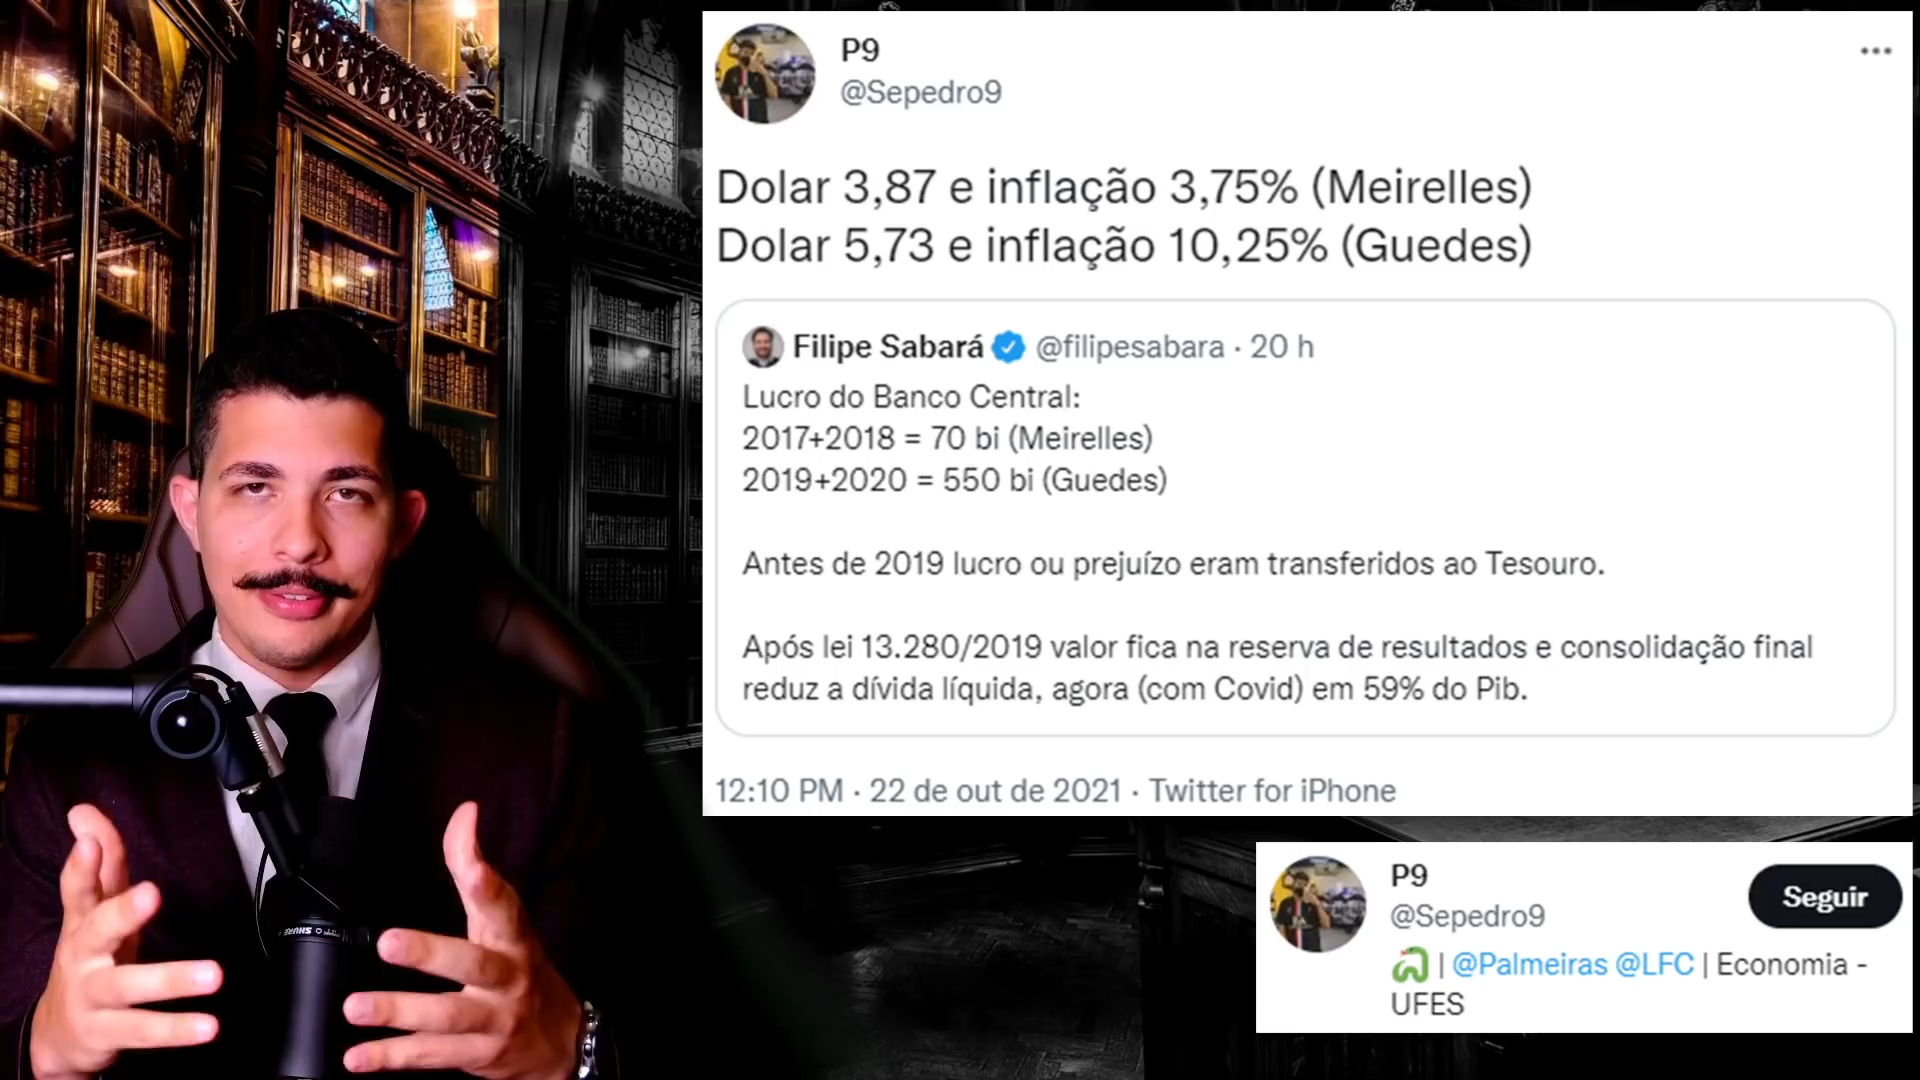 P9
@Sepedro9
Dolar 3,87 e inflação 3,75% (Meirelles)
Dolar 5,73 e inflação 10,25% (Guedes)
Filipe Sabará @filipesabara · 20 h
Lucro do Banco Central:
2017+2018 = 70 bi (Meirelles)
2019+2020 = 550 bi (Guedes)
Antes de 2019 lucro ou prejuízo eram transferidos ao Tesouro.
Após lei 13.280/2019 valor fica na reserva de resultados e consolidação final
reduz a dívida líquida, agora (com Covid) em 59% do Pib.
12:10 PM · 22 de out de 2021 · Twitter for iPhone
P9
Seguir
@Sepedro9
| @Palmeiras @LFC | Economia -
UFES
SHURE